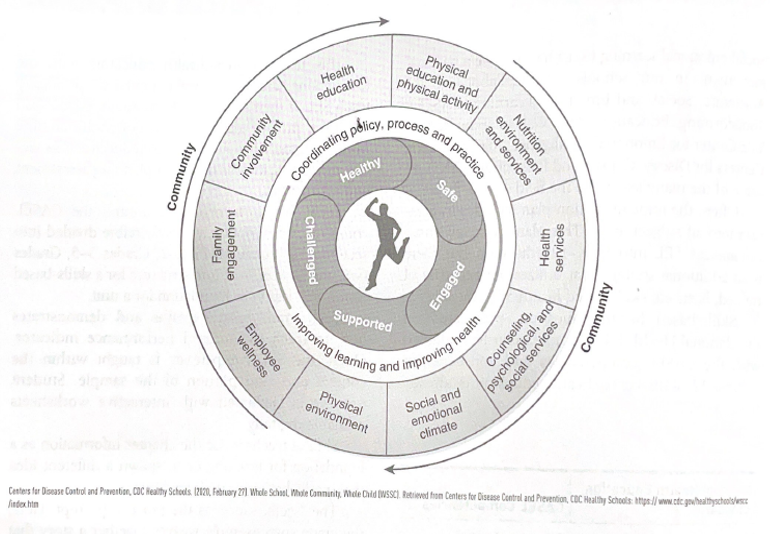 Health
education
Physical
education and
physical activity
Nutrition
environment
and services
Health
services
Counseling,
psychological, and
social services
Social and
emotional
climate
Physical
environment
Employee
wellness
Family
engagement
Community
involvement
Community
Community
Coordinating policy, process and practice
Improving learning and improving health
Healthy
Safe
Engaged
Supported
Challenged
Centers for Disease Control and Prevention, CDC Healthy Schools. (2020, February 27). Whole School, Whole Community, Whole Child (WSSC). Retrieved from Centers for Disease Control and Prevention, CDC Healthy Schools: https:// www.cdc.gov/healthyschools/wscc
/index.htm